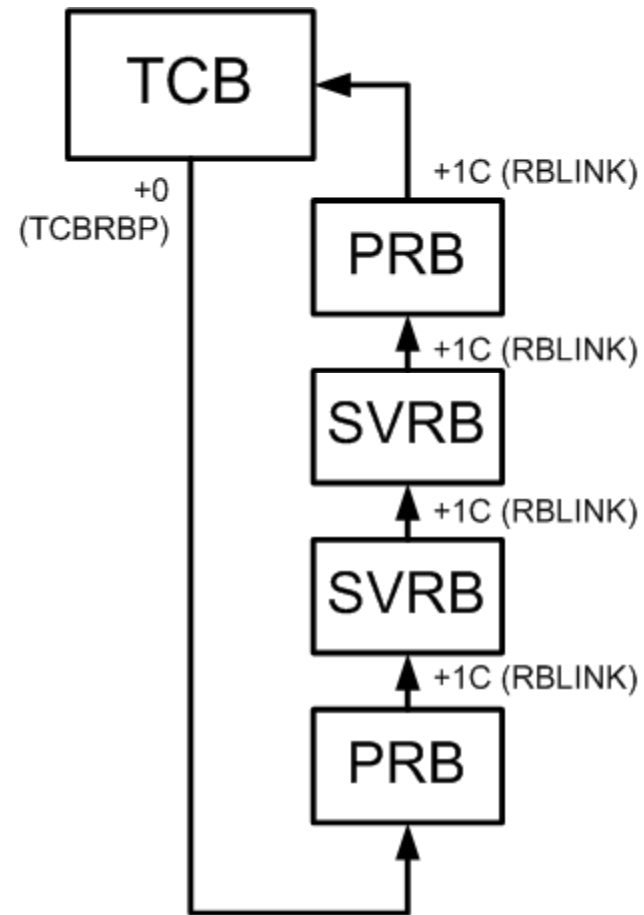 TCB
+0
(TCBRBP)
+1C (RBLINK)
PRB
+1C (RBLINK)
SVRB
+1C (RBLINK)
SVRB
+1C (RBLINK)
PRB